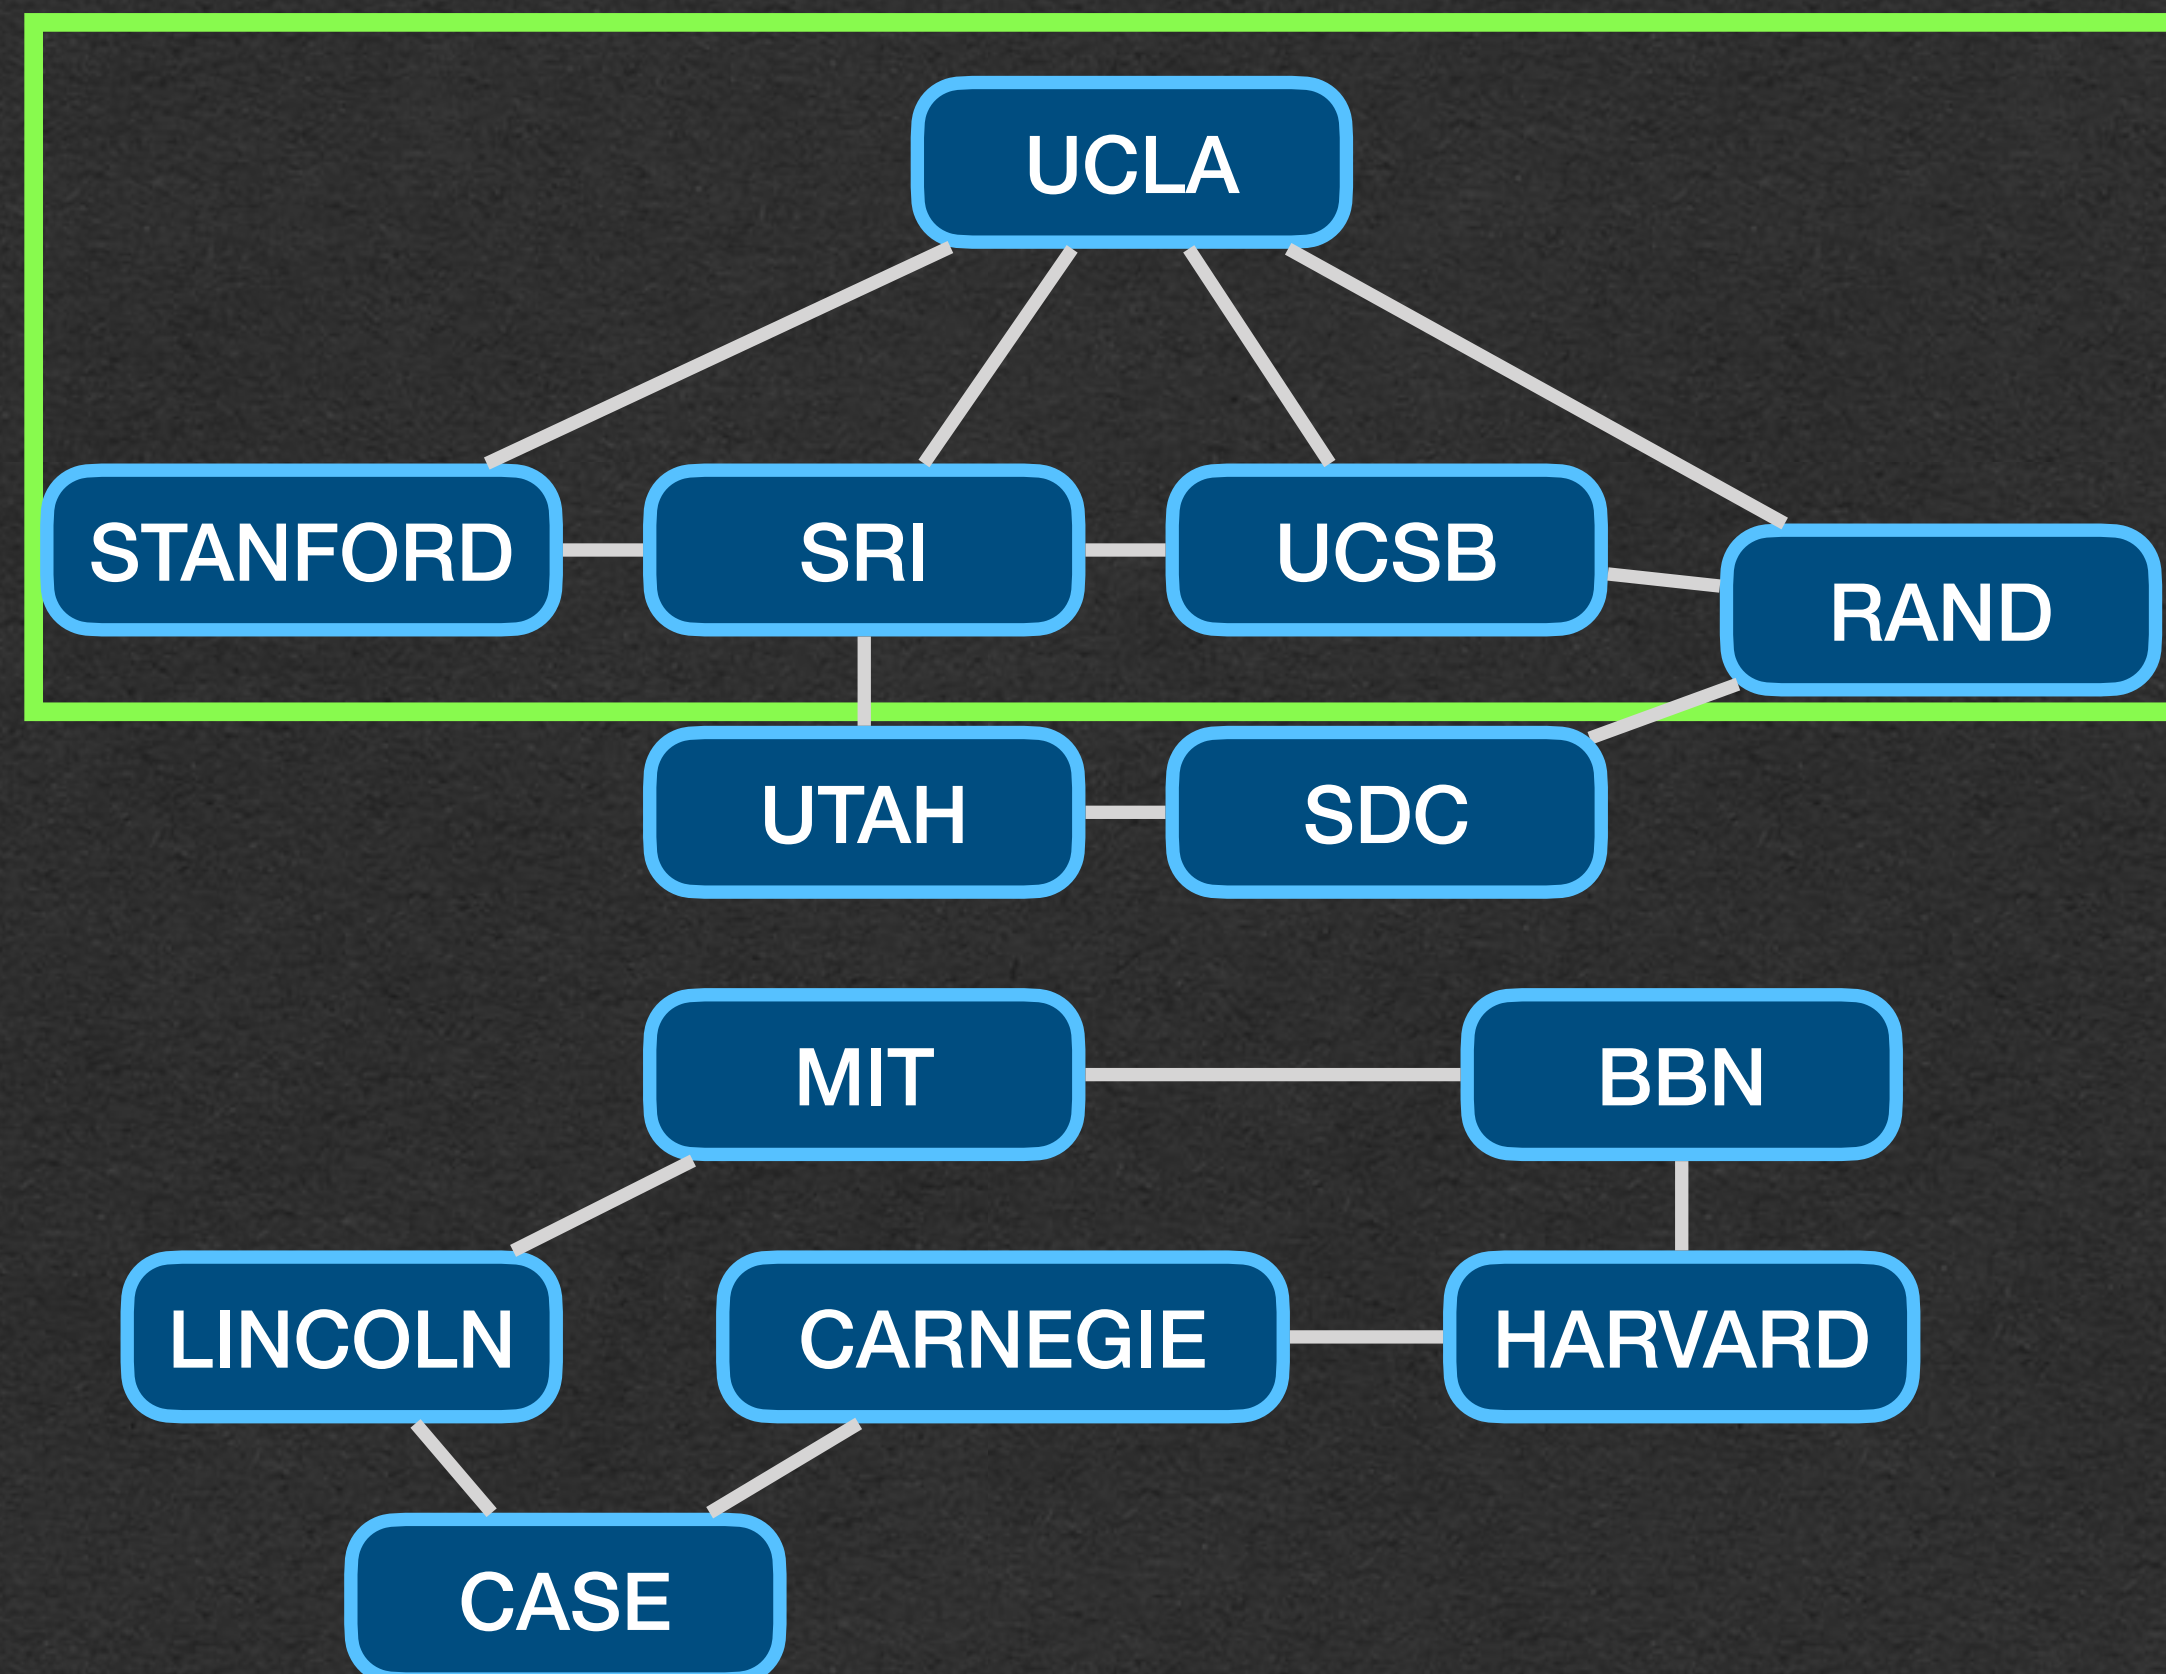 UCLA
STANFORD
SRI
UCSB
RAND
UTAH
SDC
MIT
BBN
LINCOLN
CARNEGIE
HARVARD
CASE